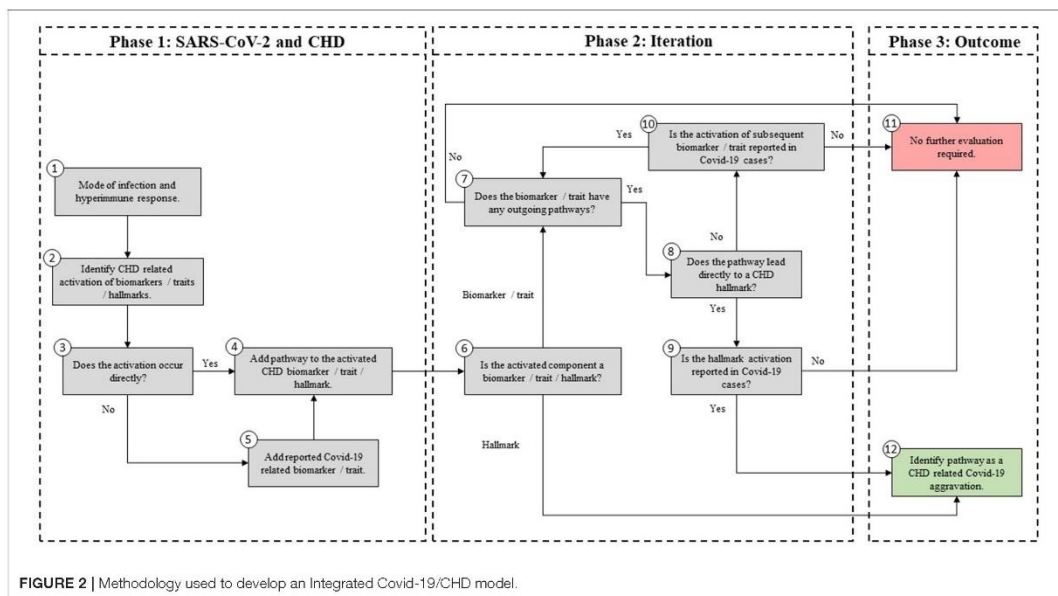 Phase 1: SARS-CoV-2 and CHD
1
Mode of infection and
hyperimmune response.
2
Identify CHD related
activation of biomarkers / traits
/ hallmarks.
3
Does the activation occur
directly?
Yes
No
4
Add pathway to the activated
CHD biomarker / trait /
hallmark.
5
Add reported Covid-19
related biomarker / trait.
Phase 2: Iteration
6
Is the activated component a
biomarker / trait / hallmark?
Biomarker / trait
Hallmark
7
Does the biomarker / trait have
any outgoing pathways?
No
Yes
8
Does the pathway lead
directly to a CHD
hallmark?
No
Yes
9
Is the hallmark activation
reported in Covid-19
cases?
No
Yes
10
Is the activation of subsequent
biomarker / trait reported in
Covid-19 cases?
Yes
No
Phase 3: Outcome
11
No further evaluation
required.
12
Identify pathway as a
CHD related Covid-19
aggravation.
FIGURE 2 | Methodology used to develop an Integrated Covid-19/CHD model.